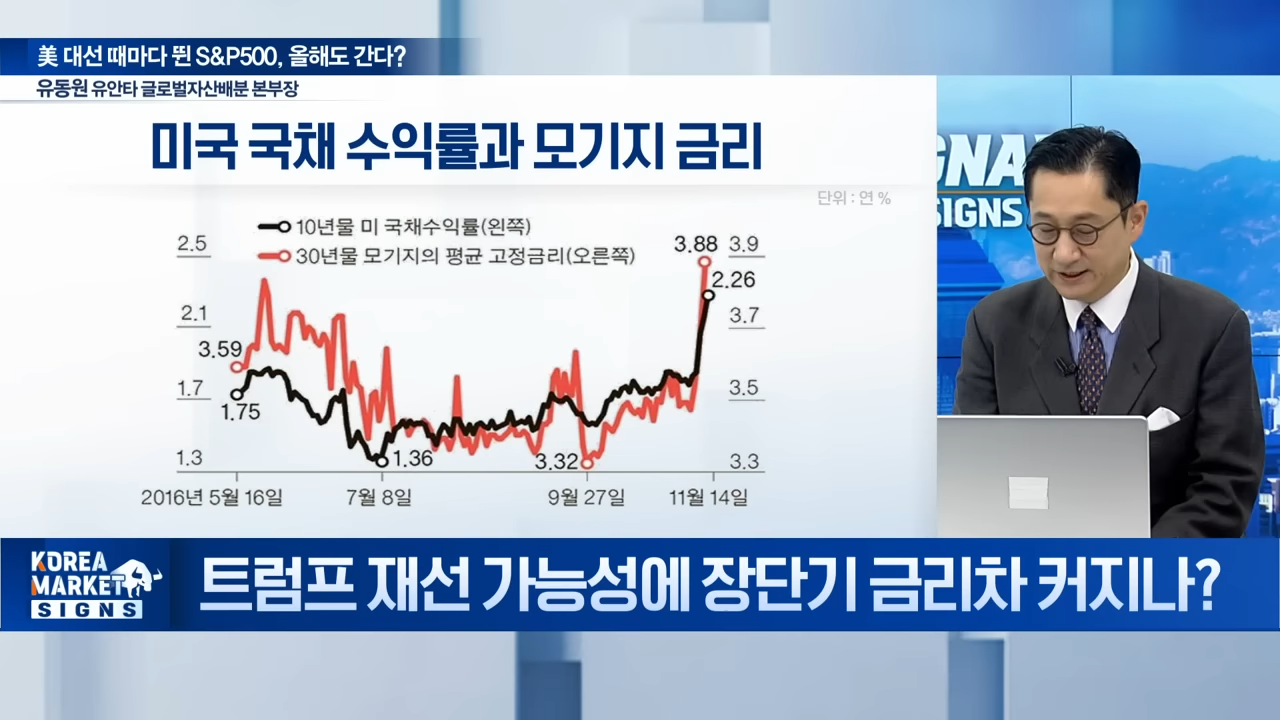 美 대선 때마다 뛴 S&P500, 올해도 간다?
유동원 유안타 글로벌자산배분 본부장
미국 국채 수익률과 모기지 금리
단위 : 연 %
10년물 미 국채수익률(왼쪽)
30년물 모기지의 평균 고정금리(오른쪽)
2.5
2.1
1.7
1.3
3.88
3.9
2.26
3.7
3.5
3.3
3.59
1.75
1.36
3.32
2016년 5월 16일
7월 8일
9월 27일
11월 14일
SIGNS
KOREA
MARKET
SIGNS
트럼프 재선 가능성에 장단기 금리차 커지나?